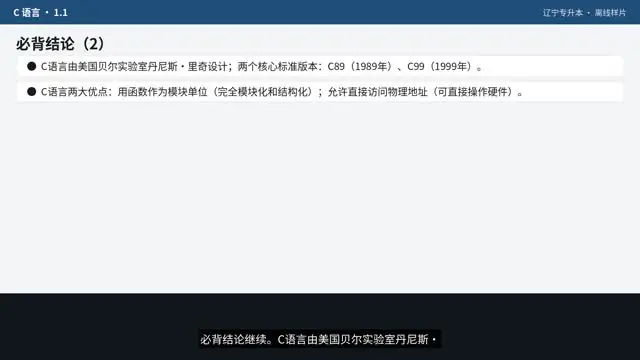 C 语言 • 1.1
辽宁专升本 • 离线样片
必背结论（2）
● C语言由美国贝尔实验室丹尼斯·里奇设计；两个核心标准版本：C89（1989年）、C99（1999年）。
● C语言两大优点：用函数作为模块单位（完全模块化和结构化）；允许直接访问物理地址（可直接操作硬件）。
必背结论继续。C语言由美国贝尔实验室丹尼斯·